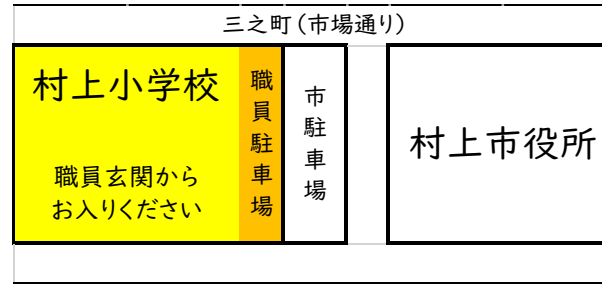 三之町（市場通り）
村上小学校
職員玄関から
お入りください
職員駐車場
市駐車場
村上市役所